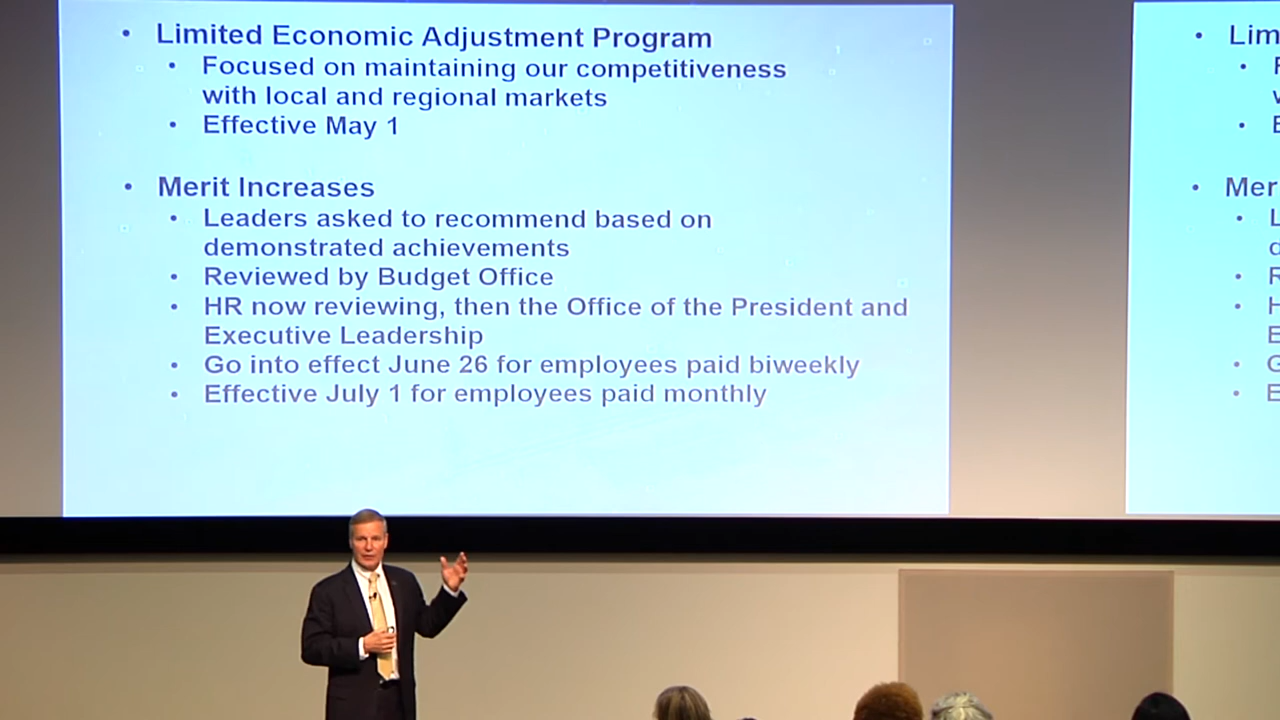 • Limited Economic Adjustment Program
• Focused on maintaining our competitiveness
with local and regional markets
• Effective May 1
• Merit Increases
• Leaders asked to recommend based on
demonstrated achievements
• Reviewed by Budget Office
• HR now reviewing, then the Office of the President and
Executive Leadership
• Go into effect June 26 for employees paid biweekly
• Effective July 1 for employees paid monthly
• Lim
• F
w
• E
• Mer
• L
d
• R
• H
E
• G
• E